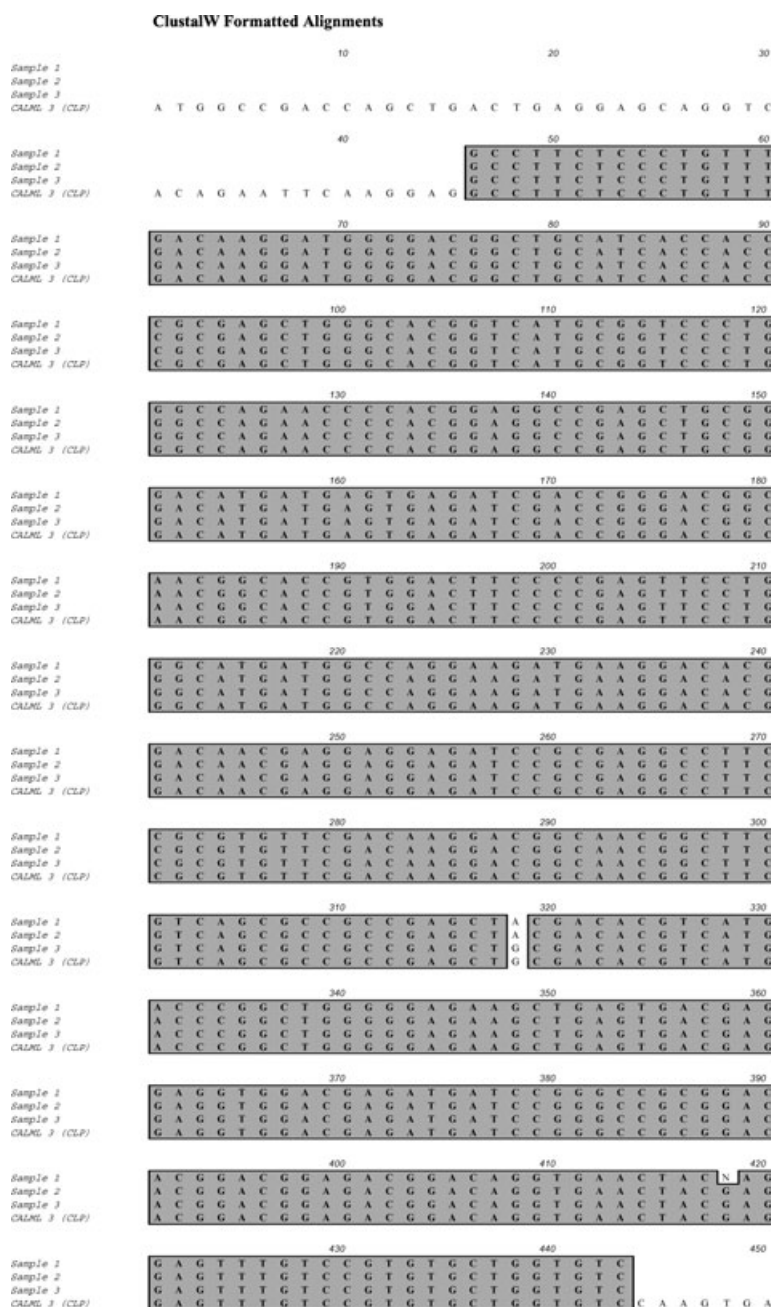 ClustalW Formatted Alignments
10 20 30
Sample 1
Sample 2
Sample 3
CALML 3 (CLP) A T G G C C G A C C A G C T G A C T G A G G A G C A G G T C
40 50 60
Sample 1 G C C T T C T C C C T G T T T
Sample 2 G C C T T C T C C C T G T T T
Sample 3 G C C T T C T C C C T G T T T
CALML 3 (CLP) A C A G A A T T C A A G G A G G C C T T C T C C C T G T T T
70 80 90
Sample 1 G A C A A G G A T G G G G A C G G C T G C A T C A C C A C C
Sample 2 G A C A A G G A T G G G G A C G G C T G C A T C A C C A C C
Sample 3 G A C A A G G A T G G G G A C G G C T G C A T C A C C A C C
CALML 3 (CLP) G A C A A G G A T G G G G A C G G C T G C A T C A C C A C C
100 110 120
Sample 1 C G C G A G C T G G G C A C G G T C A T G C G G T C C C T G
Sample 2 C G C G A G C T G G G C A C G G T C A T G C G G T C C C T G
Sample 3 C G C G A G C T G G G C A C G G T C A T G C G G T C C C T G
CALML 3 (CLP) C G C G A G C T G G G C A C G G T C A T G C G G T C C C T G
130 140 150
Sample 1 G G C C A G A A C C C C A C G G A G G C C G A G C T G C G G
Sample 2 G G C C A G A A C C C C A C G G A G G C C G A G C T G C G G
Sample 3 G G C C A G A A C C C C A C G G A G G C C G A G C T G C G G
CALML 3 (CLP) G G C C A G A A C C C C A C G G A G G C C G A G C T G C G G
160 170 180
Sample 1 G A C A T G A T G A G T G A G A T C G A C C G G G A C G G C
Sample 2 G A C A T G A T G A G T G A G A T C G A C C G G G A C G G C
Sample 3 G A C A T G A T G A G T G A G A T C G A C C G G G A C G G C
CALML 3 (CLP) G A C A T G A T G A G T G A G A T C G A C C G G G A C G G C
190 200 210
Sample 1 A A C G G C A C C G T G G A C T T C C C C G A G T T C C T G
Sample 2 A A C G G C A C C G T G G A C T T C C C C G A G T T C C T G
Sample 3 A A C G G C A C C G T G G A C T T C C C C G A G T T C C T G
CALML 3 (CLP) A A C G G C A C C G T G G A C T T C C C C G A G T T C C T G
220 230 240
Sample 1 G G C A T G A T G G C C A G G A A G A T G A A G G A C A C G
Sample 2 G G C A T G A T G G C C A G G A A G A T G A A G G A C A C G
Sample 3 G G C A T G A T G G C C A G G A A G A T G A A G G A C A C G
CALML 3 (CLP) G G C A T G A T G G C C A G G A A G A T G A A G G A C A C G
250 260 270
Sample 1 G A C A A C G A G G A G G A G A T C C G C G A G G C C T T C
Sample 2 G A C A A C G A G G A G G A G A T C C G C G A G G C C T T C
Sample 3 G A C A A C G A G G A G G A G A T C C G C G A G G C C T T C
CALML 3 (CLP) G A C A A C G A G G A G G A G A T C C G C G A G G C C T T C
280 290 300
Sample 1 C G C G T G T T C G A C A A G G A C G G C A A C G G C T T C
Sample 2 C G C G T G T T C G A C A A G G A C G G C A A C G G C T T C
Sample 3 C G C G T G T T C G A C A A G G A C G G C A A C G G C T T C
CALML 3 (CLP) C G C G T G T T C G A C A A G G A C G G C A A C G G C T T C
310 320 330
Sample 1 G T C A G C G C C G C C G A G C T A C G A C A C G T C A T G
Sample 2 G T C A G C G C C G C C G A G C T A C G A C A C G T C A T G
Sample 3 G T C A G C G C C G C C G A G C T G C G A C A C G T C A T G
CALML 3 (CLP) G T C A G C G C C G C C G A G C T G C G A C A C G T C A T G
340 350 360
Sample 1 A C C C G G C T G G G G G A G A A G C T G A G T G A C G A G
Sample 2 A C C C G G C T G G G G G A G A A G C T G A G T G A C G A G
Sample 3 A C C C G G C T G G G G G A G A A G C T G A G T G A C G A G
CALML 3 (CLP) A C C C G G C T G G G G G A G A A G C T G A G T G A C G A G
370 380 390
Sample 1 G A G G T G G A C G A G A T G A T C C G G G C C G C G G A C
Sample 2 G A G G T G G A C G A G A T G A T C C G G G C C G C G G A C
Sample 3 G A G G T G G A C G A G A T G A T C C G G G C C G C G G A C
CALML 3 (CLP) G A G G T G G A C G A G A T G A T C C G G G C C G C G G A C
400 410 420
Sample 1 A C G G A C G G A G A C G G A C A G G T G A A C T A C N A G
Sample 2 A C G G A C G G A G A C G G A C A G G T G A A C T A C G A G
Sample 3 A C G G A C G G A G A C G G A C A G G T G A A C T A C G A G
CALML 3 (CLP) A C G G A C G G A G A C G G A C A G G T G A A C T A C G A G
430 440 450
Sample 1 G A G T T T G T C C G T G T G C T G G T G T C
Sample 2 G A G T T T G T C C G T G T G C T G G T G T C
Sample 3 G A G T T T G T C C G T G T G C T G G T G T C
CALML 3 (CLP) G A G T T T G T C C G T G T G C T G G T G T C C A A G T G A